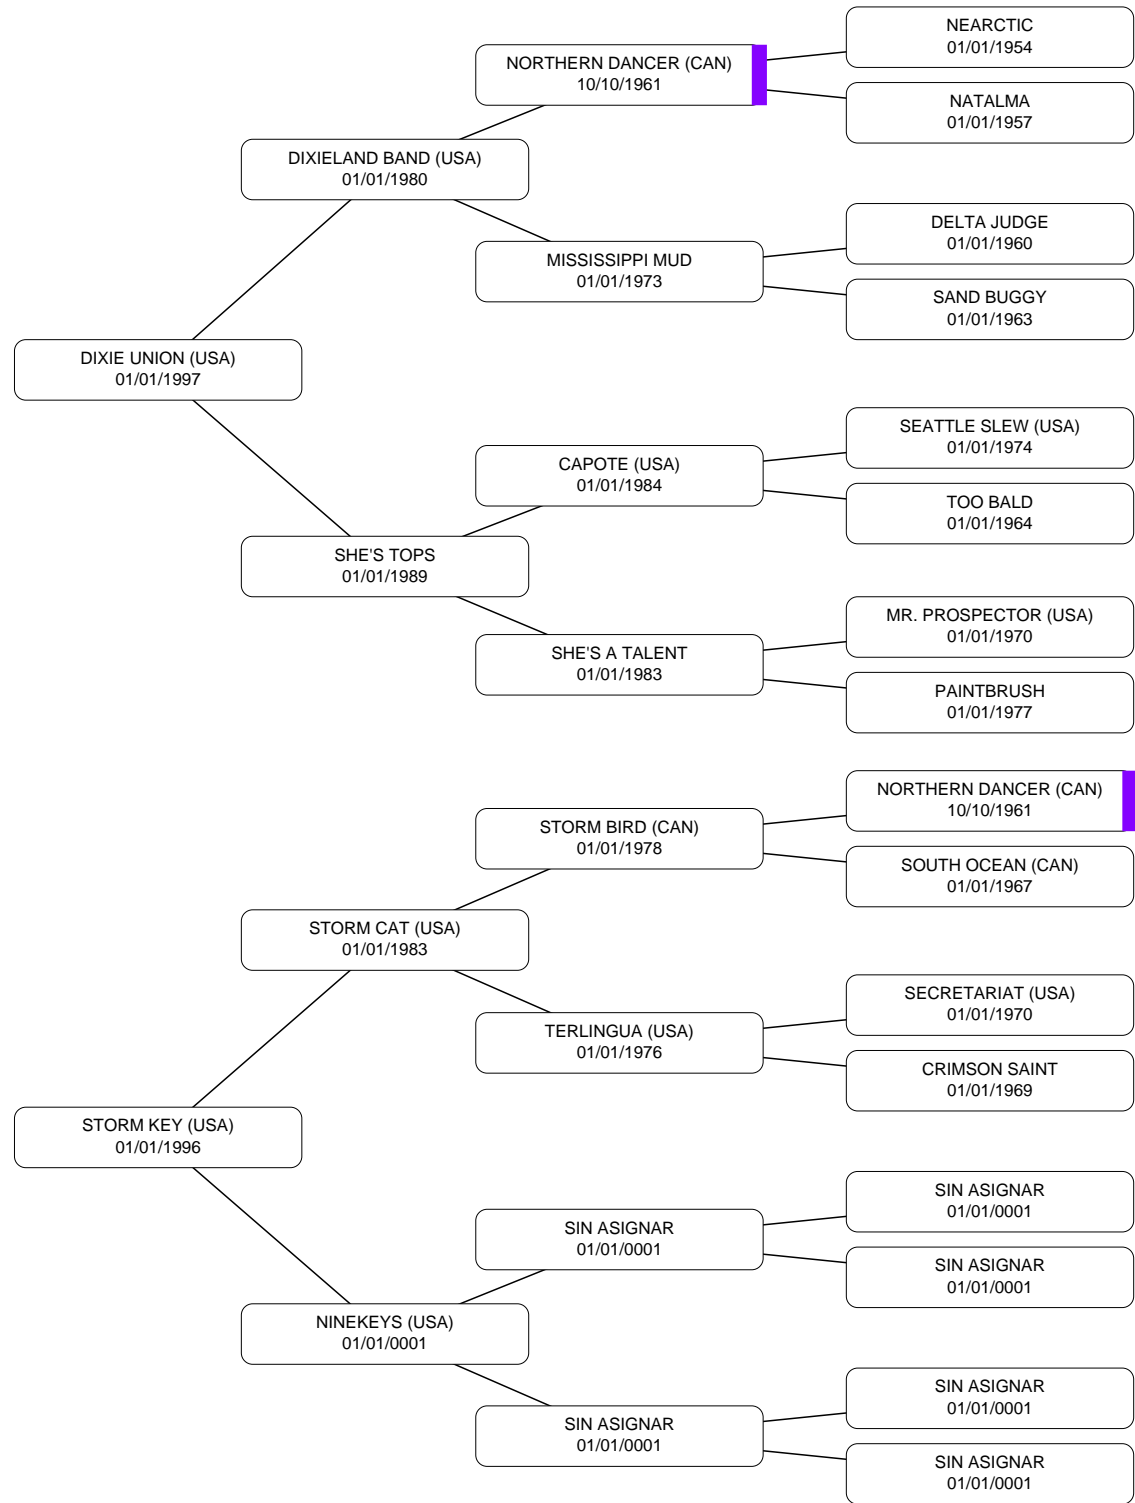 NEARCTIC
01/01/1954
NORTHERN DANCER (CAN)
10/10/1961
NATALMA
01/01/1957
DIXIELAND BAND (USA)
01/01/1980
DELTA JUDGE
01/01/1960
MISSISSIPPI MUD
01/01/1973
SAND BUGGY
01/01/1963
DIXIE UNION (USA)
01/01/1997
SEATTLE SLEW (USA)
01/01/1974
CAPOTE (USA)
01/01/1984
TOO BALD
01/01/1964
SHE'S TOPS
01/01/1989
MR. PROSPECTOR (USA)
01/01/1970
SHE'S A TALENT
01/01/1983
PAINTBRUSH
01/01/1977
NORTHERN DANCER (CAN)
10/10/1961
STORM BIRD (CAN)
01/01/1978
SOUTH OCEAN (CAN)
01/01/1967
STORM CAT (USA)
01/01/1983
SECRETARIAT (USA)
01/01/1970
TERLINGUA (USA)
01/01/1976
CRIMSON SAINT
01/01/1969
STORM KEY (USA)
01/01/1996
SIN ASIGNAR
01/01/0001
SIN ASIGNAR
01/01/0001
SIN ASIGNAR
01/01/0001
NINEKEYS (USA)
01/01/0001
SIN ASIGNAR
01/01/0001
SIN ASIGNAR
01/01/0001
SIN ASIGNAR
01/01/0001